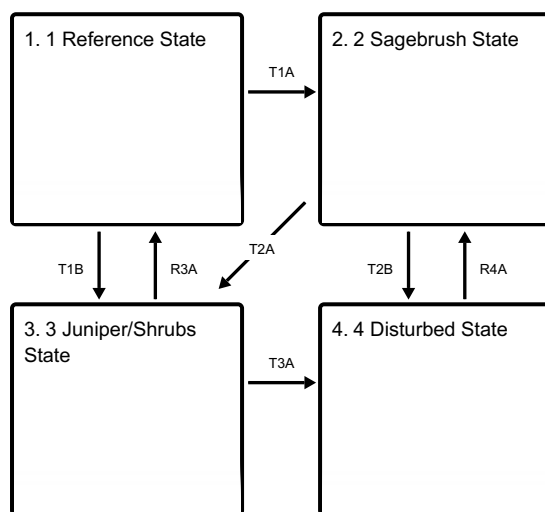 1. 1 Reference State
2. 2 Sagebrush State
T1A
T2A
T1B
R3A
T2B
R4A
3. 3 Juniper/Shrubs
State
4. 4 Disturbed State
T3A